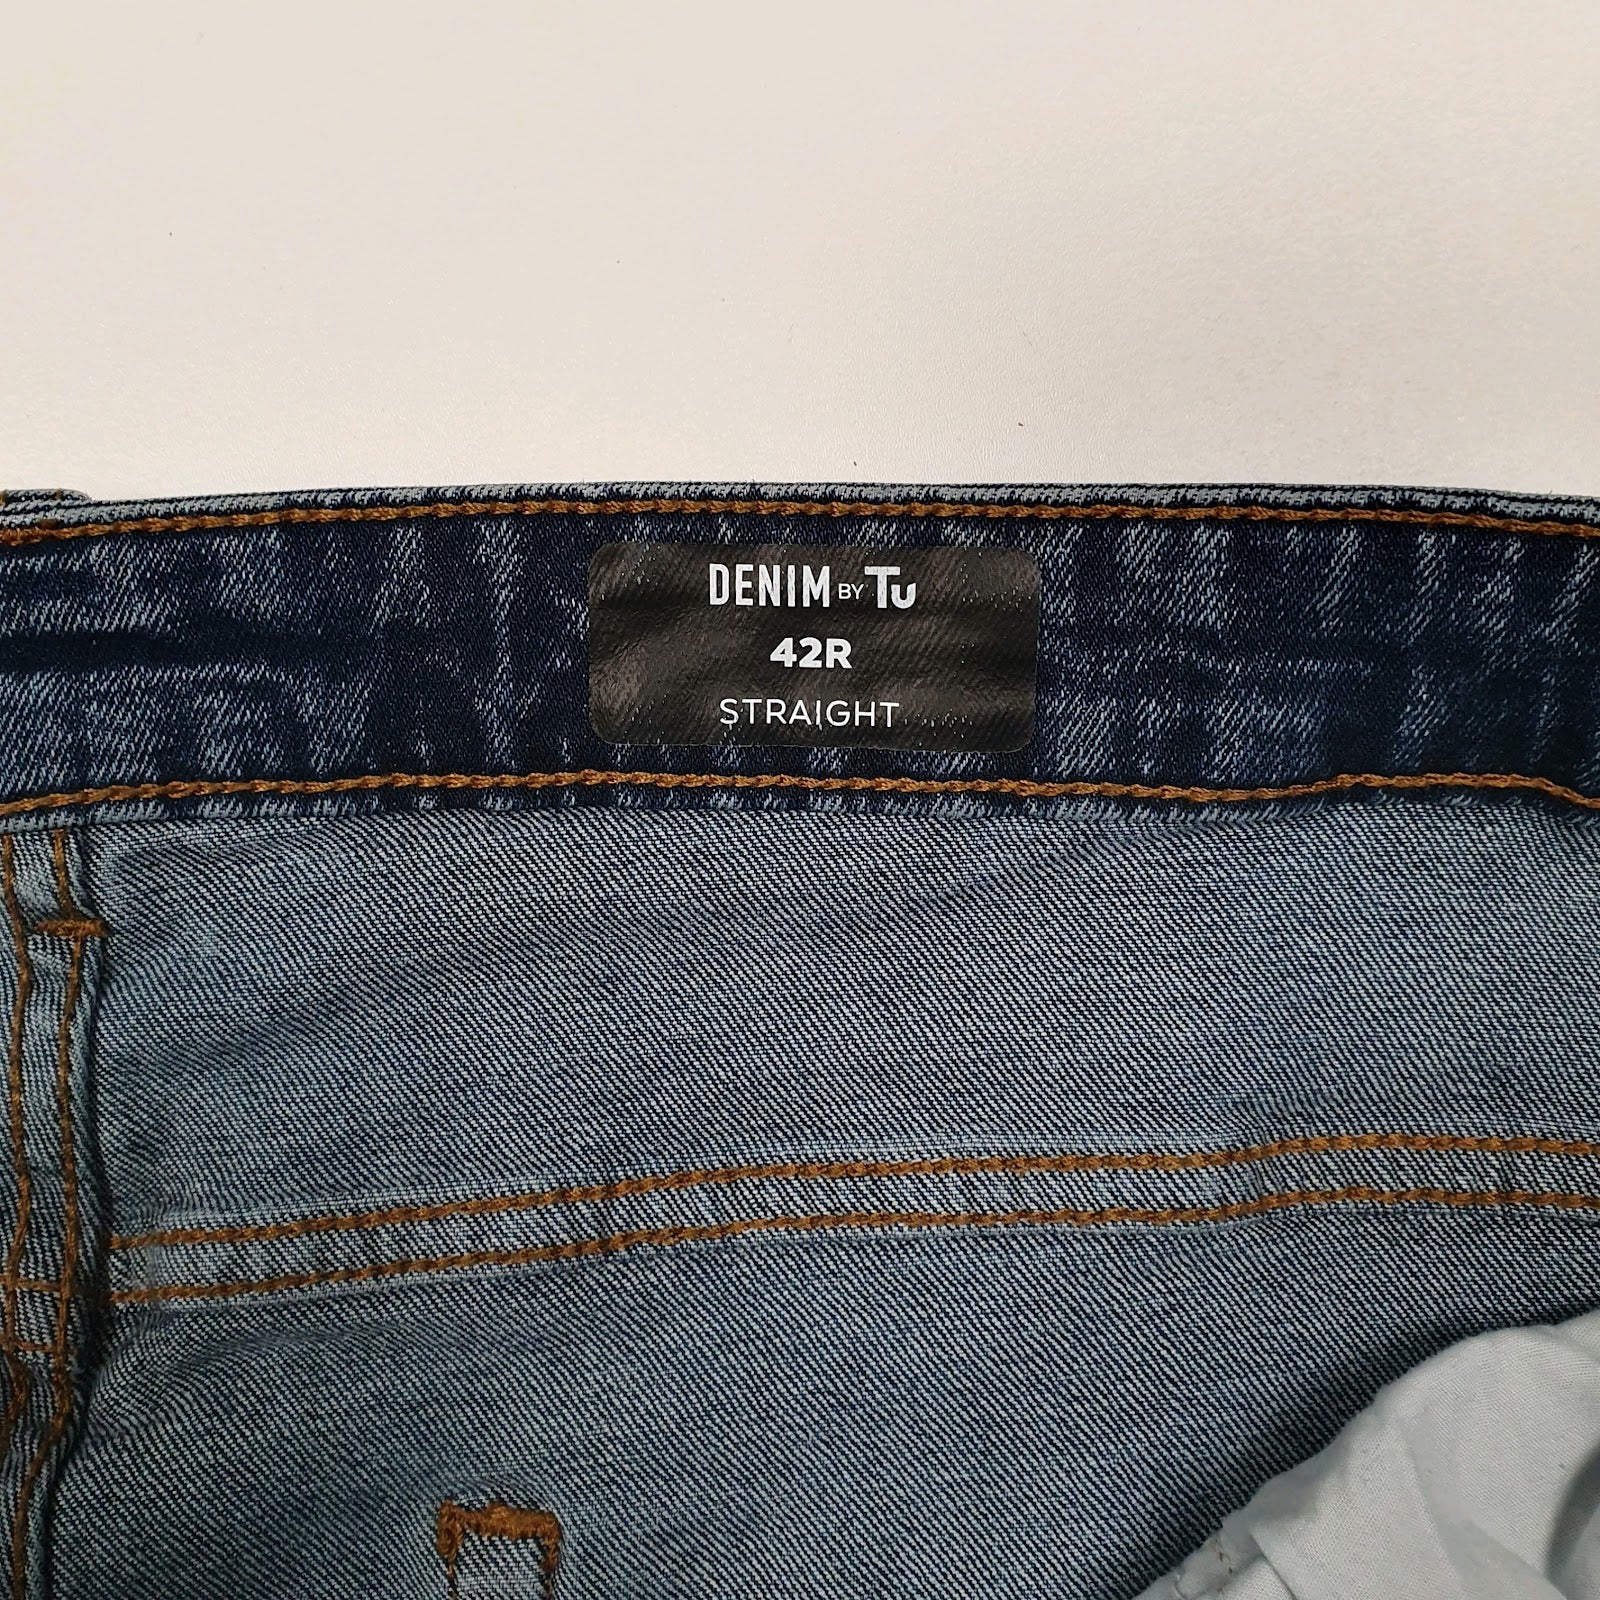 DENIM BY Tu
42R
STRAIGHT